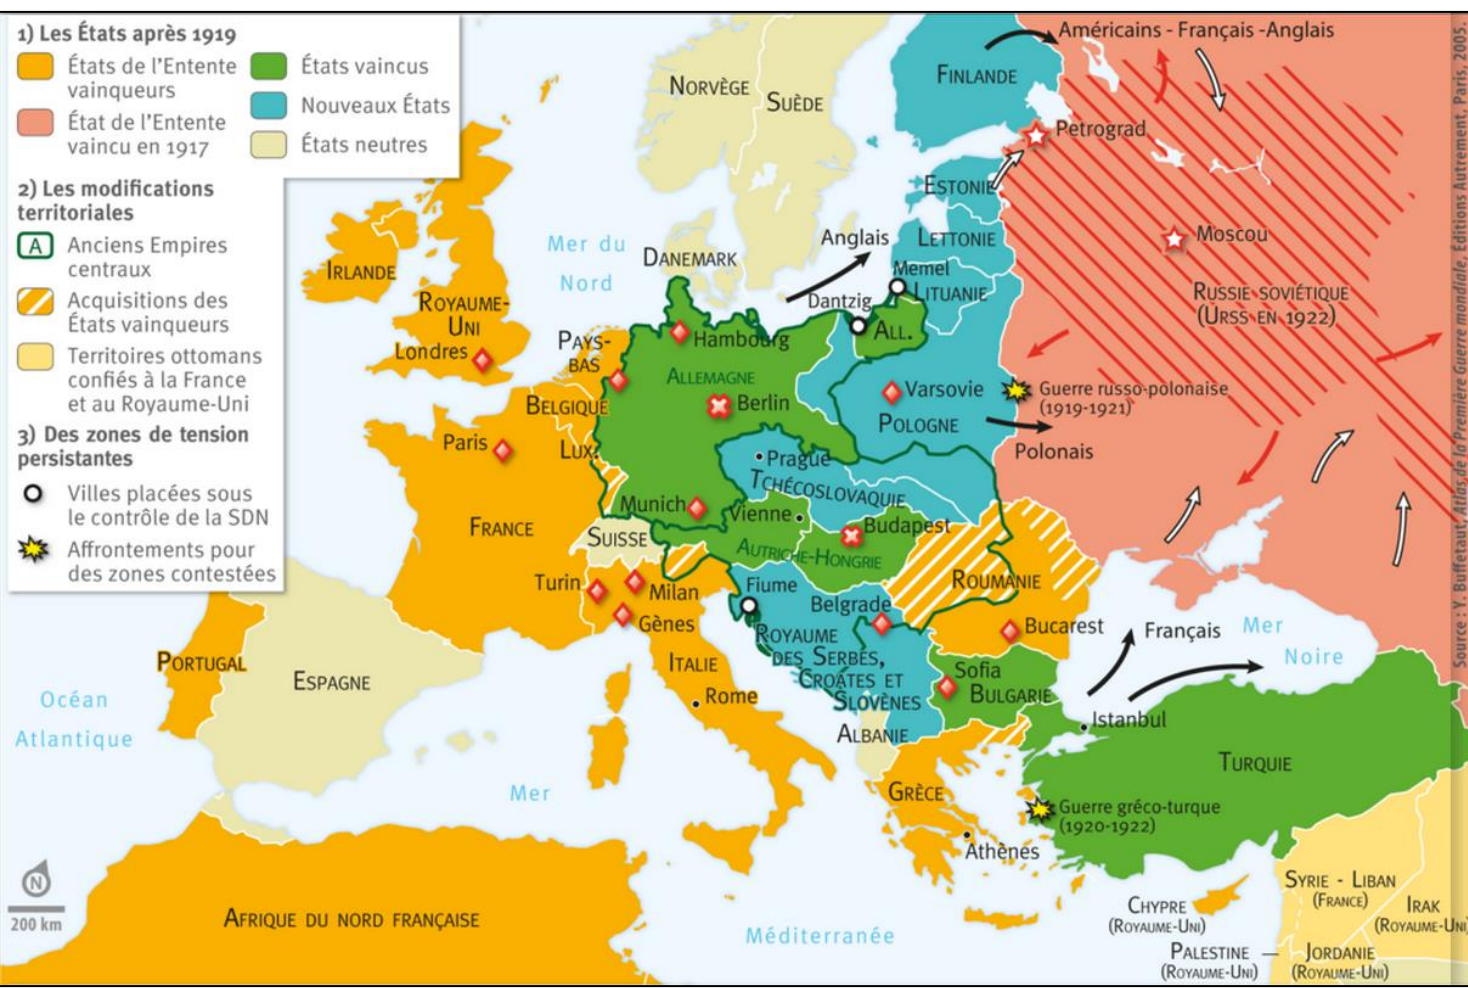 1) Les États après 1919
États de l'Entente
vainqueurs
État de l'Entente
vaincu en 1917
États vaincus
Nouveaux États
États neutres
2) Les modifications
territoriales
A
Anciens Empires
centraux
Acquisitions des
États vainqueurs
Territoires ottomans
confiés à la France
et au Royaume-Uni
3) Des zones de tension
persistantes
Villes placées sous
le contrôle de la SDN
Affrontements pour
des zones contestées
NORVÈGE
SUÈDE
FINLANDE
Américains - Français -Anglais
Petrograd
ESTONIE
LETTONIE
Moscou
Mer du
Nord
DANEMARK
Anglais
Memel
LITUANIE
Dantzig
ALL.
RUSSIE SOVIÉTIQUE
(URSS EN 1922)
IRLANDE
ROYAUME-
UNI
Londres
PAYS-
BAS
Hambourg
ALLEMAGNE
Berlin
BELGIQUE
Varsovie
POLOGNE
Guerre russo-polonaise
(1919-1921)
Polonais
Paris
LUX.
Prague
TCHÉCOSLOVAQUIE
Munich
Vienne
Budapest
FRANCE
SUISSE
AUTRICHE-HONGRIE
ROUMANIE
Turin
Milan
Gènes
Fiume
Belgrade
Bucarest
ROYAUME
DES SERBES,
CROATES ET
SLOVÈNES
Français
Mer
Noire
PORTUGAL
ESPAGNE
ITALIE
Rome
Sofia
BULGARIE
Istanbul
Océan
Atlantique
ALBANIE
TURQUIE
Mer
GRÈCE
Guerre gréco-turque
(1920-1922)
Athènes
N
200 km
AFRIQUE DU NORD FRANÇAISE
Méditerranée
CHYPRE
(ROYAUME-UNI)
SYRIE - LIBAN
(FRANCE)
IRAK
(ROYAUME-UNI)
PALESTINE
(ROYAUME-UNI)
JORDANIE
(ROYAUME-UNI)
Source : Y. Buffetaut, Atlas de la Première Guerre mondiale, Éditions Autrement, Paris, 2005.